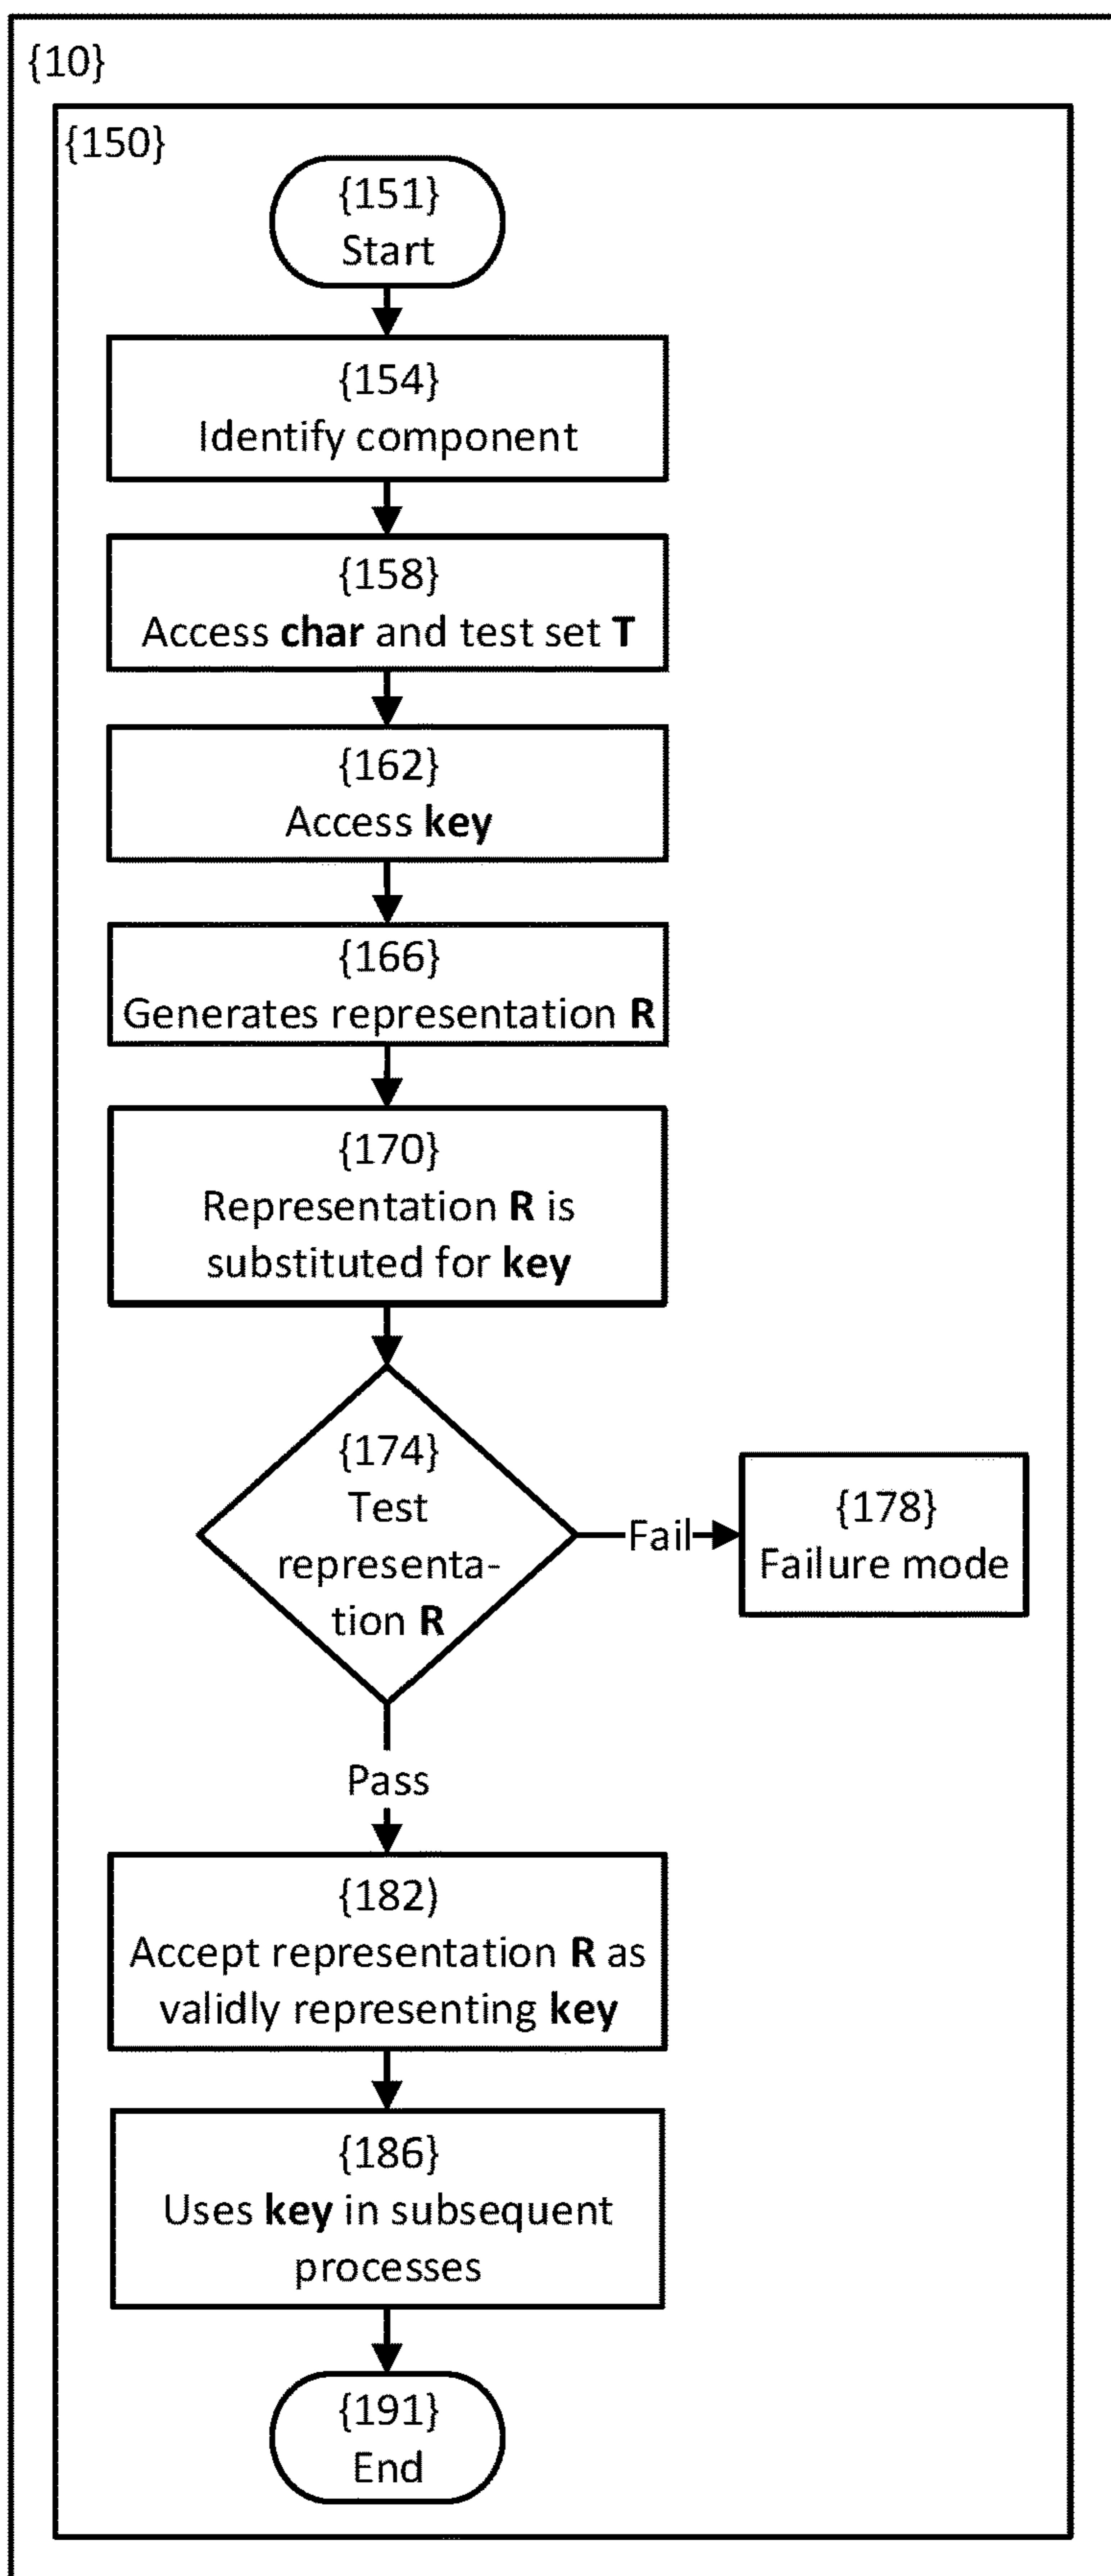 {10}
{150}
{151}
Start
{154}
Identify component
{158}
Access char and test set T
{162}
Access key
{166}
Generates representation R
{170}
Representation R is
substituted for key
{174}
Test
representa-
tion R
Fail
{178}
Failure mode
Pass
{182)
Accept representation R as
validly representing key
{186}
Uses key in subsequent
processes
{191}
End